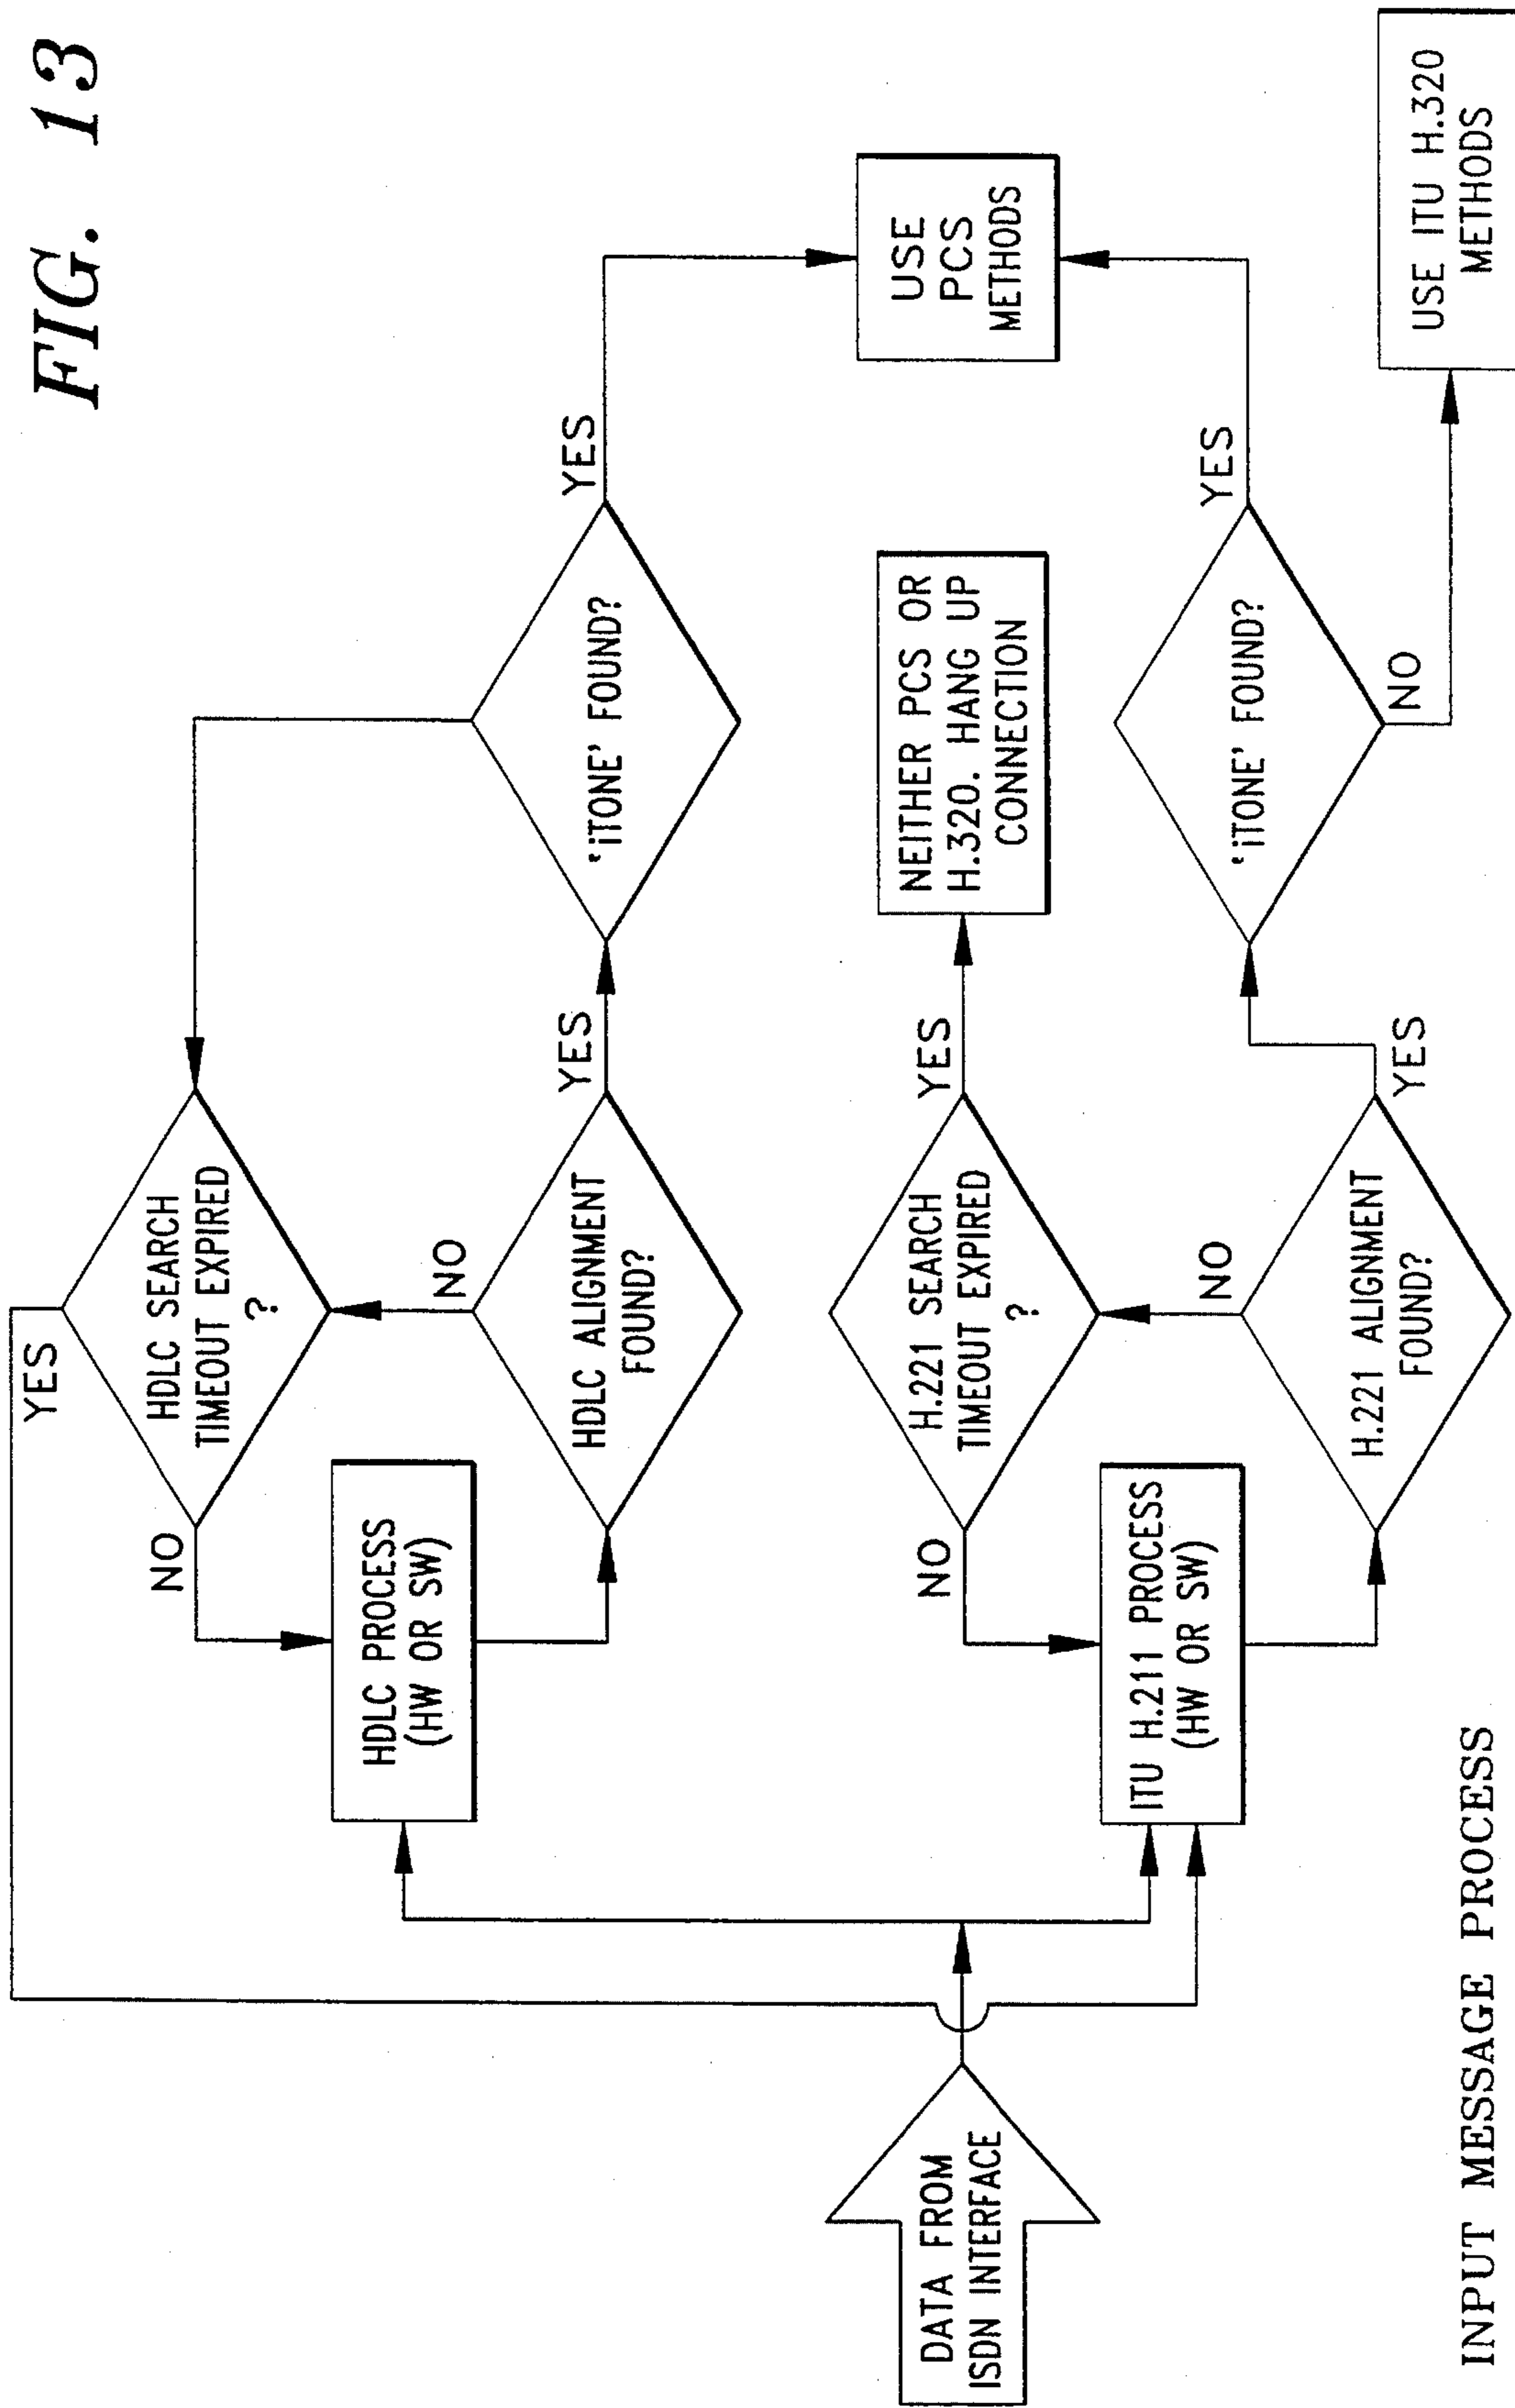 FIG. 13
YES
HDLC SEARCH
TIMEOUT EXPIRED
?
NO
HDLC PROCESS
(HW OR SW)
NO
HDLC ALIGNMENT
FOUND?
YES
'iTONE' FOUND?
YES
USE
PCS
METHODS
DATA FROM
ISDN INTERFACE
H.221 SEARCH
TIMEOUT EXPIRED
?
YES
NEITHER PCS OR
H.320. HANG UP
CONNECTION
NO
ITU H.211 PROCESS
(HW OR SW)
NO
H.221 ALIGNMENT
FOUND?
YES
'iTONE' FOUND?
YES
NO
USE ITU H.320
METHODS
INPUT MESSAGE PROCESS